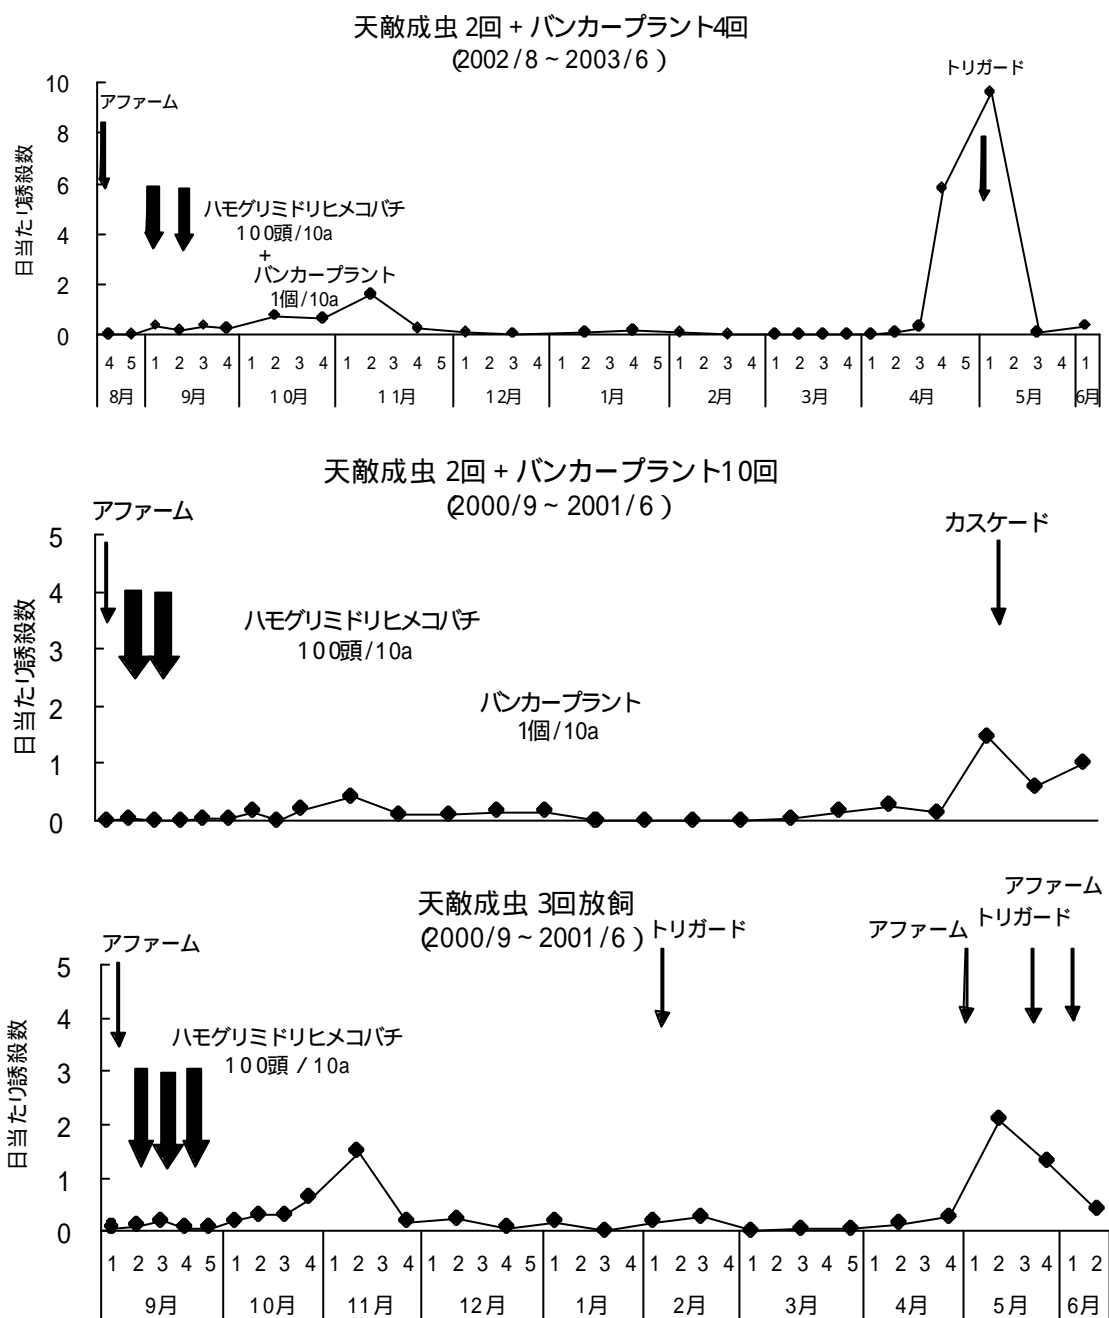 天敵成虫 2回 + バンカープラント4回
(2002/8 ~ 2003/6 )
トリガード
アファーム
日当たり誘殺数
10
8
6
4
2
0
ハモグリミドリヒメコバチ
100頭/10a
+
バンカープラント
1個/10a
4 5 1 2 3 4 1 2 3 4 1 2 3 4 5 1 2 3 4 1 2 3 4 1 2 3 4 1 2 3 4 1 2 3 4 5 1 2 3 4 1
8月 9月 10月 11月 12月 1月 2月 3月 4月 5月 6月
天敵成虫 2回 + バンカープラント10回
(2000/9 ~ 2001/6 )
アファーム
カスケード
日当たり誘殺数
5
4
3
2
1
0
ハモグリミドリヒメコバチ
100頭/10a
バンカープラント
1個/10a
天敵成虫 3回放飼
(2000/9 ~ 2001/6 )
アファーム
トリガード
アファーム
トリガード
アファーム
日当たり誘殺数
5
4
3
2
1
0
ハモグリミドリヒメコバチ
100頭 / 10a
1 2 3 4 5 1 2 3 4 1 2 3 4 1 2 3 4 5 1 2 3 4 1 2 3 4 1 2 3 4 5 1 2 3 4 1 2 3 4 1 2
9月 10月 11月 12月 1月 2月 3月 4月 5月 6月